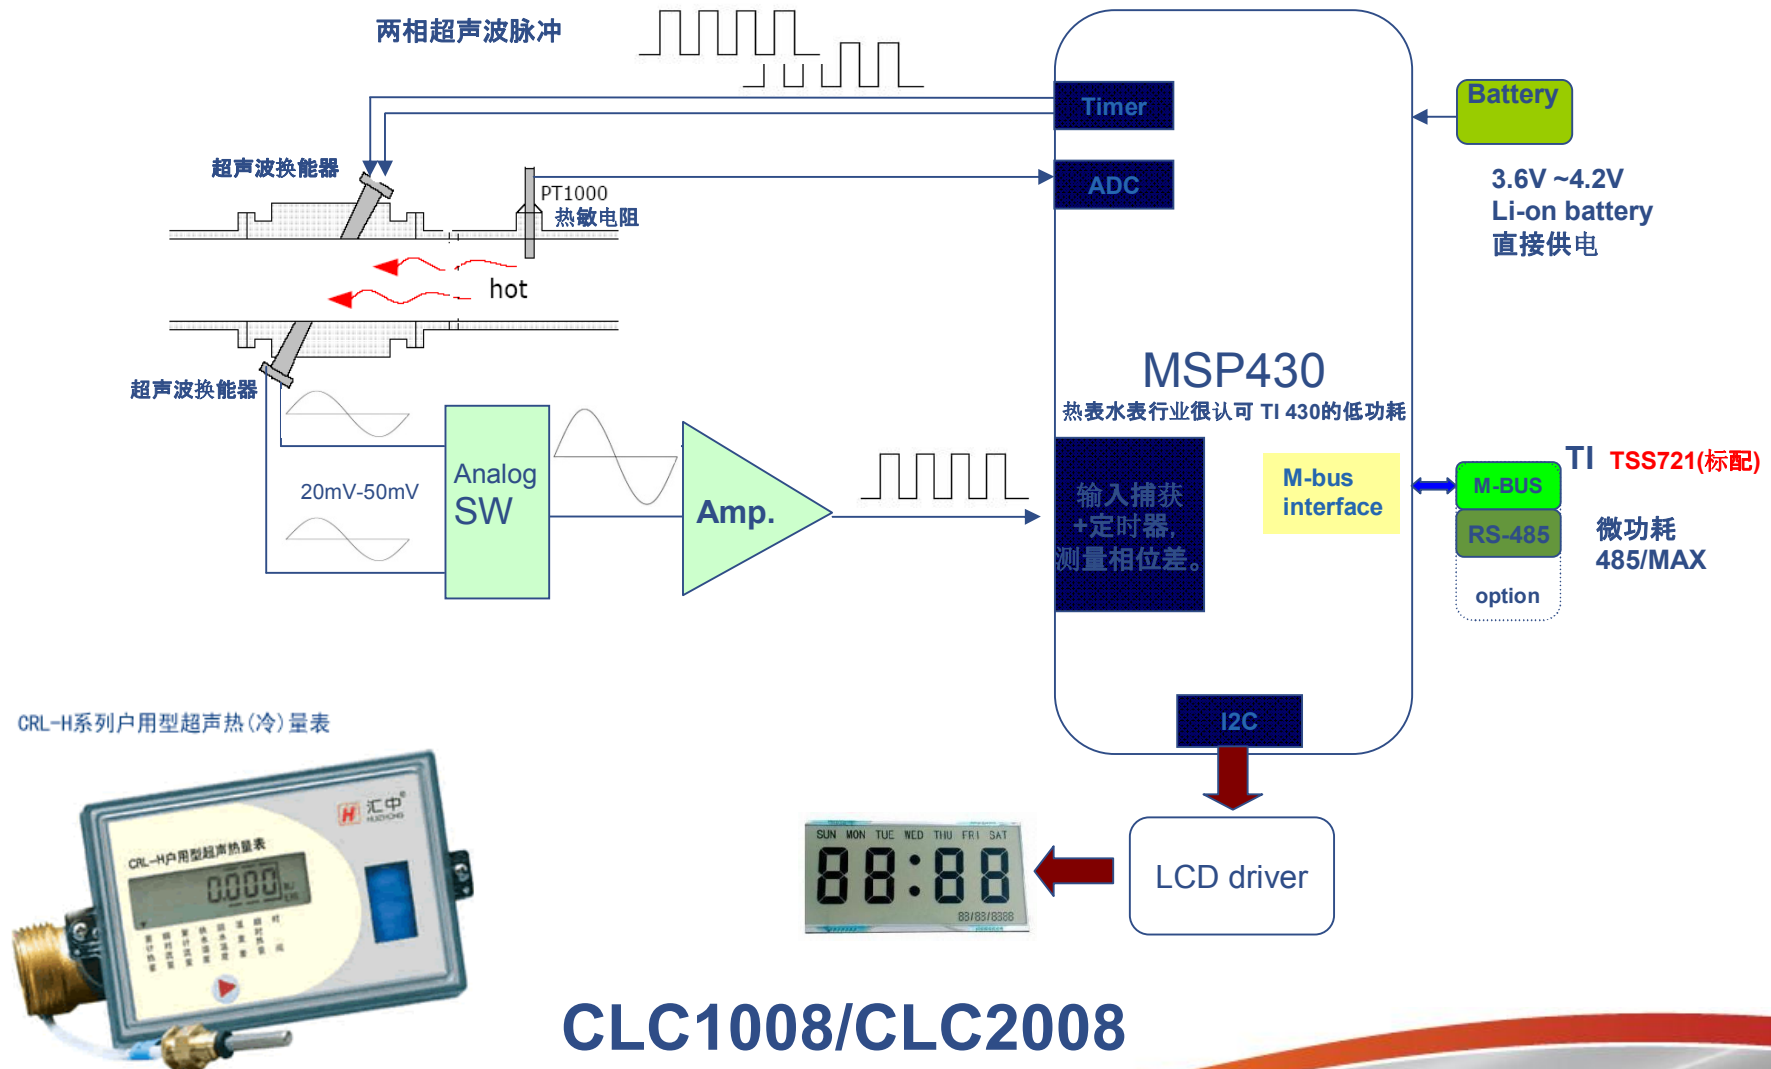 两相超声波脉冲
Timer
Battery
超声波换能器
ADC
PT1000
热敏电阻
3.6V ~4.2V
Li-on battery
直接供电
hot
超声波换能器
MSP430
热表水表行业很认可 TI 430的低功耗
20mV-50mV
Analog
SW
Amp.
输入捕获
+定时器,
测量相位差。
M-bus
interface
TI TSS721(标配)
M-BUS
RS-485
微功耗
485/MAX
option
I2C
CRL-H系列户用型超声热(冷)量表
汇中®
HUIZHONG
CRL-H户用型超声热量表
0.000
SUN MON TUE WED THU FRI SAT
88:88
88/88/8888
LCD driver
CLC1008/CLC2008